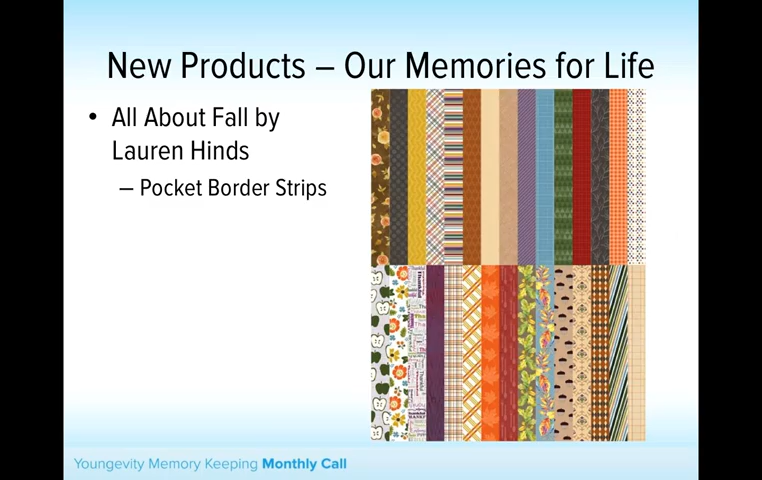 New Products – Our Memories for Life
• All About Fall by
Lauren Hinds
– Pocket Border Strips
Youngevity Memory Keeping Monthly Call